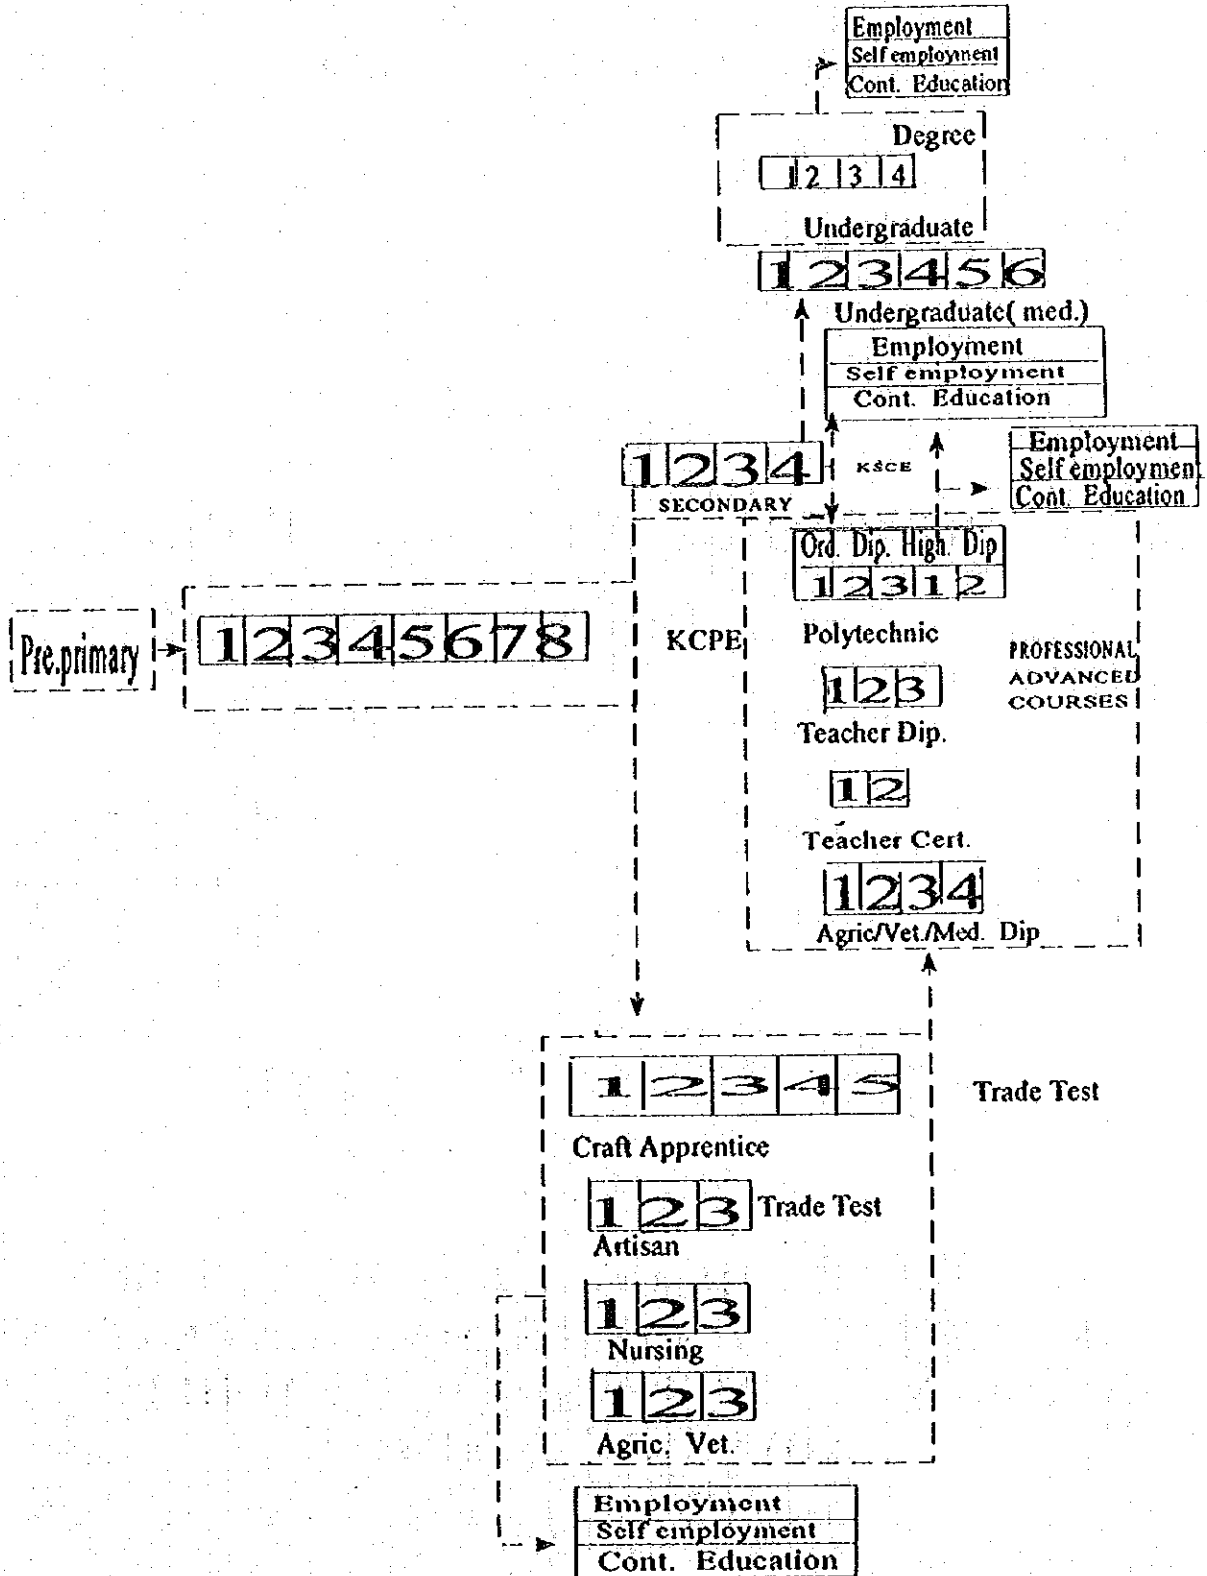 Employment
Self employment
Cont. Education
Degree
1 2 3 4
Undergraduate
1 2 3 4 5 6
Undergraduate( med.)
Employment
Self employment
Cont. Education
1 2 3 4
KSCE
SECONDARY
Employment
Self employment
Cont. Education
Ord. Dip. High. Dip
1 2 3 1 2
Polytechnic
Pre.primary
1 2 3 4 5 6 7 8
KCPE
PROFESSIONAL
ADVANCED
COURSES
1 2 3
Teacher Dip.
1 2
Teacher Cert.
1 2 3 4
Agric/Vet./Med. Dip
1 2 3 4 5
Trade Test
Craft Apprentice
1 2 3 Trade Test
Artisan
1 2 3
Nursing
1 2 3
Agric. Vet.
Employment
Self employment
Cont. Education